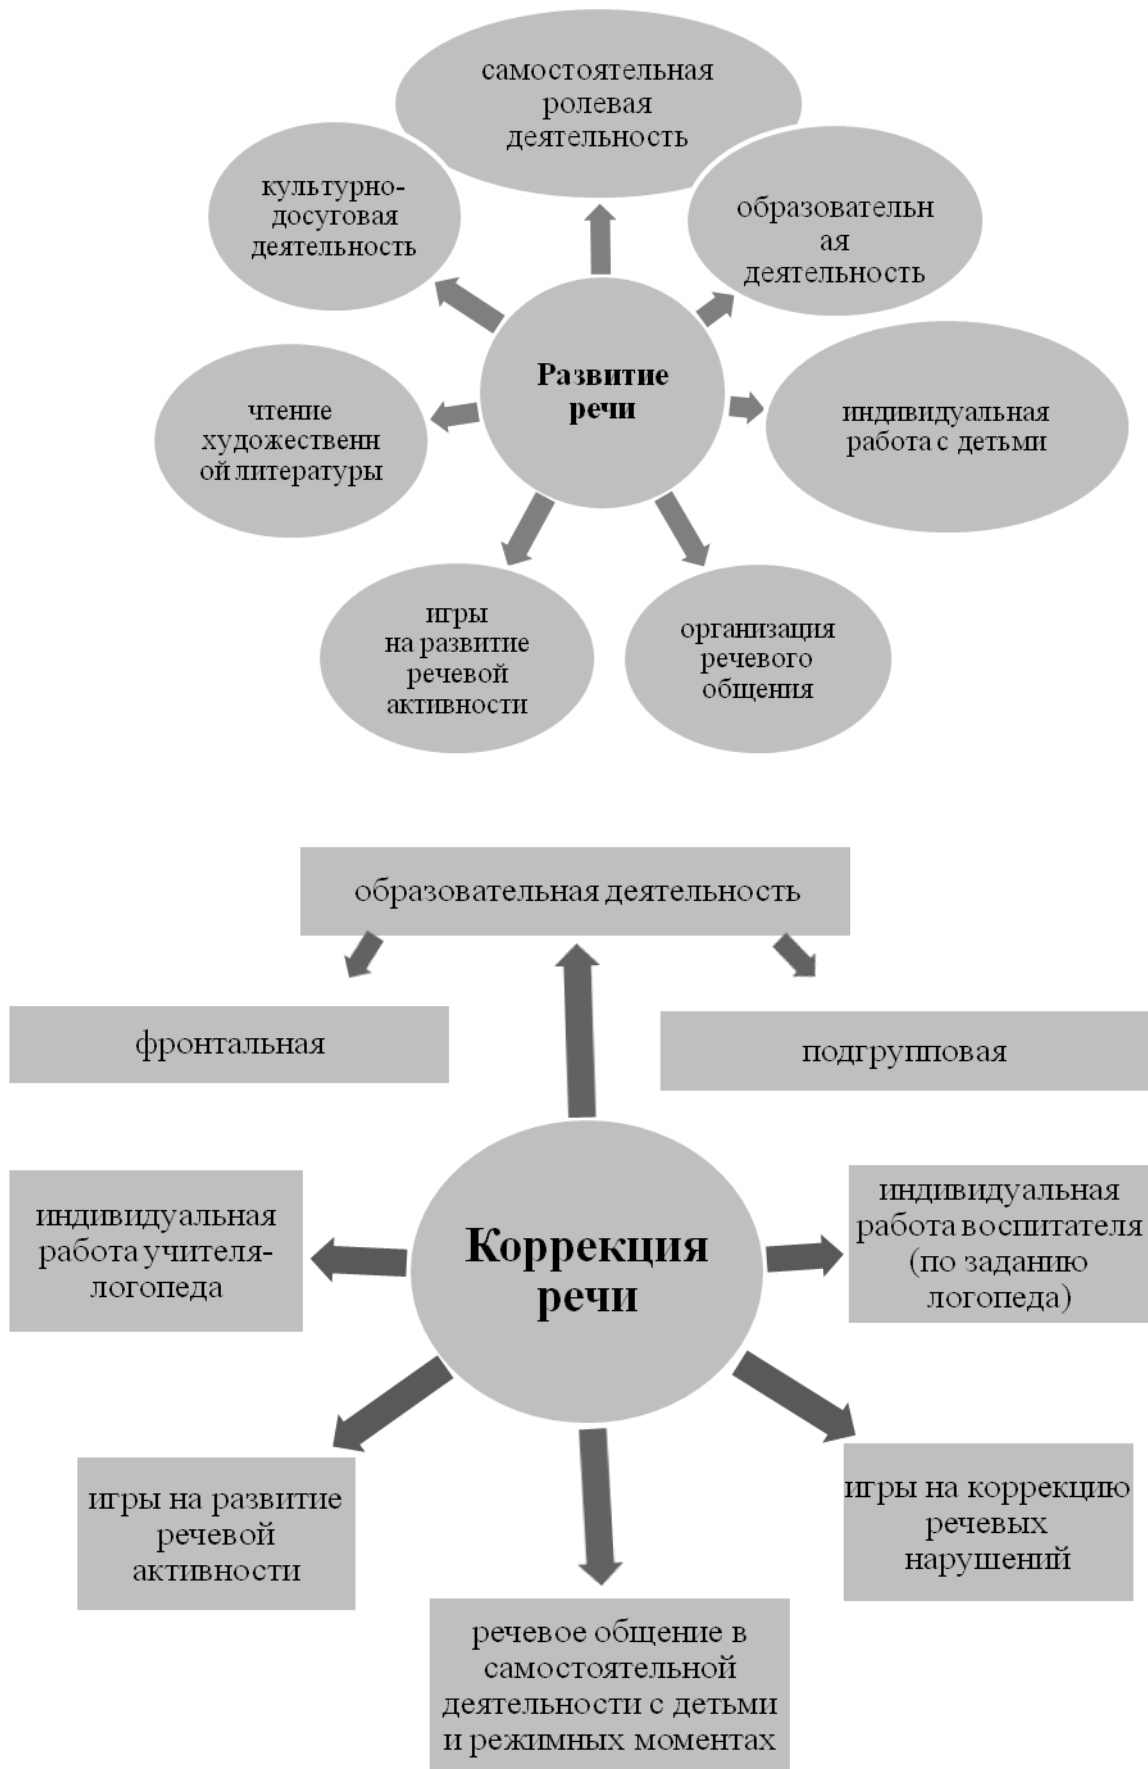 самостоятельная
ролевая
деятельность
культурно-
досуговая
деятельность
образовательн
ая
деятельность
Развитие
речи
чтение
художественн
ой литературы
индивидуальная
работа с детьми
игры
на развитие
речевой
активности
организация
речевого
общения
образовательная деятельность
фронтальная
подгрупповая
индивидуальная
работа учителя-
логопеда
Коррекция
речи
индивидуальная
работа воспитателя
(по заданию
логопеда)
игры на развитие
речевой
активности
игры на коррекцию
речевых
нарушений
речевое общение в
самостоятельной
деятельности с детьми
и режимных моментах